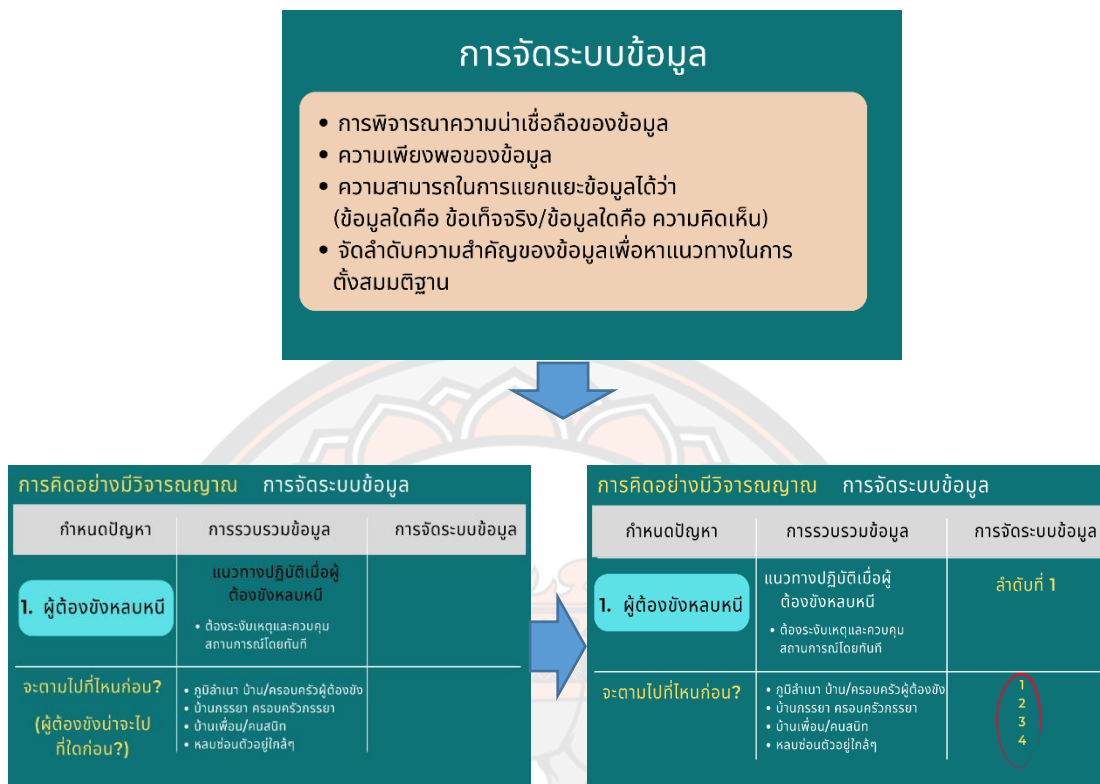 การจัดระบบข้อมูล
• การพิจารณาความน่าเชื่อถือของข้อมูล
• ความเพียงพอของข้อมูล
• ความสามารถในการแยกแยะข้อมูลได้ว่า
(ข้อมูลใดคือ ข้อเท็จจริง/ข้อมูลใดคือ ความคิดเห็น)
• จัดลำดับความสำคัญของข้อมูลเพื่อหาแนวทางในการ
ตั้งสมมติฐาน
การคิดอย่างมีวิจารณญาณ การจัดระบบข้อมูล
กำหนดปัญหา การรวบรวมข้อมูล การจัดระบบข้อมูล
1. ผู้ต้องขังหลบหนี
แนวทางปฏิบัติเมื่อผู้
ต้องขังหลบหนี
• ต้องระงับเหตุและควบคุม
สถานการณ์โดยทันที
จะตามไปที่ไหนก่อน?
(ผู้ต้องขังน่าจะไป
ที่ใดก่อน?)
• ภูมิลำเนา บ้าน/ครอบครัวผู้ต้องขัง
• บ้านภรรยา ครอบครัวภรรยา
• บ้านเพื่อน/คนสนิท
• หลบซ่อนตัวอยู่ใกล้ๆ
การคิดอย่างมีวิจารณญาณ การจัดระบบข้อมูล
กำหนดปัญหา การรวบรวมข้อมูล การจัดระบบข้อมูล
1. ผู้ต้องขังหลบหนี
แนวทางปฏิบัติเมื่อผู้
ต้องขังหลบหนี
• ต้องระงับเหตุและควบคุม
สถานการณ์โดยทันที
ลำดับที่ 1
จะตามไปที่ไหนก่อน?
• ภูมิลำเนา บ้าน/ครอบครัวผู้ต้องขัง
• บ้านภรรยา ครอบครัวภรรยา
• บ้านเพื่อน/คนสนิท
• หลบซ่อนตัวอยู่ใกล้ๆ
1
2
3
4